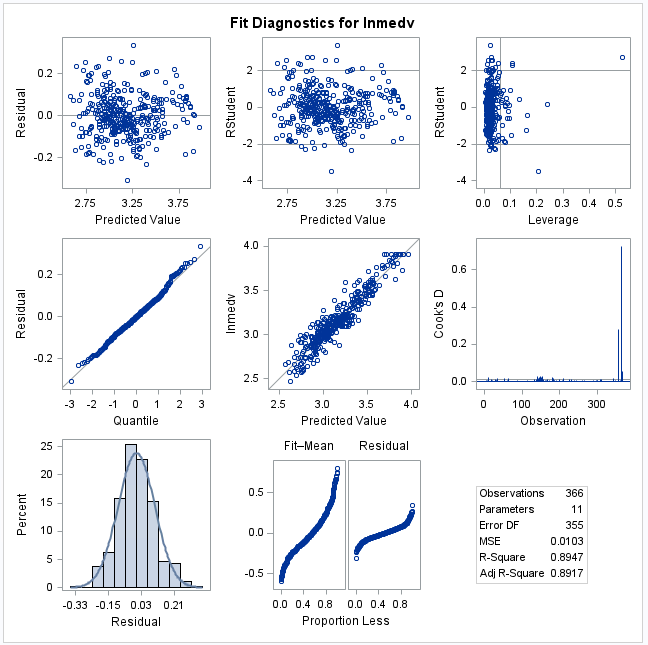 Fit Diagnostics for lnmedv
Residual
0.2
0.0
-0.2
2.75 3.25 3.75
Predicted Value
RStudent
2
0
-2
-4
2.75 3.25 3.75
Predicted Value
RStudent
2
0
-2
-4
0.0 0.1 0.2 0.3 0.4 0.5
Leverage
Residual
0.2
0.0
-0.2
-3 -2 -1 0 1 2 3
Quantile
lnmedv
4.0
3.5
3.0
2.5
2.5 3.0 3.5 4.0
Predicted Value
Cook's D
0.6
0.4
0.2
0.0
0 100 200 300
Observation
Percent
25
20
15
10
5
0
-0.33 -0.15 0.03 0.21
Residual
Fit–Mean Residual
0.5
0.0
-0.5
0.0 0.4 0.8 0.0 0.4 0.8
Proportion Less
Observations 366
Parameters 11
Error DF 355
MSE 0.0103
R-Square 0.8947
Adj R-Square 0.8917